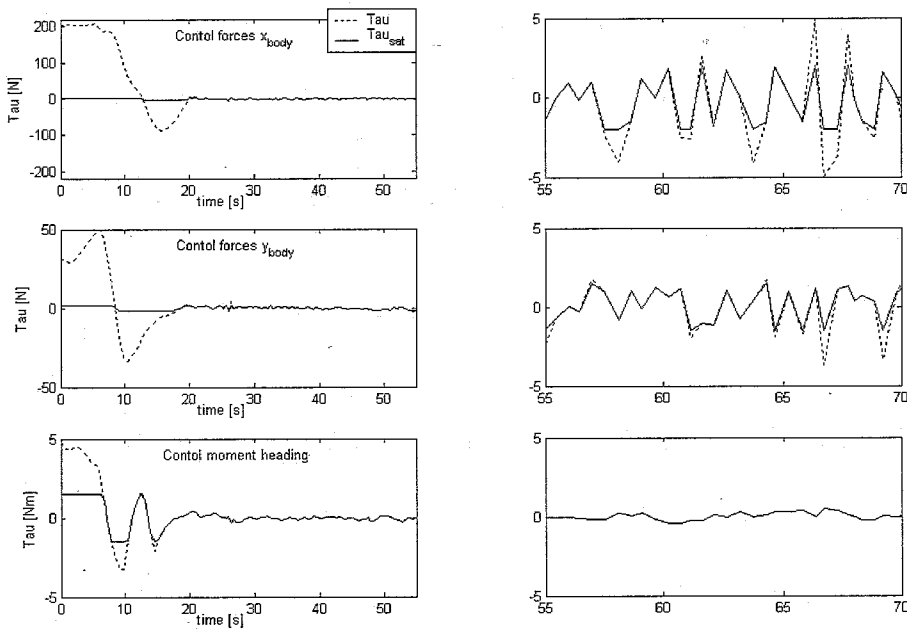 200
100
0
-100
-200
Tau [N]
Contol forces x_body
Tau
Tau_sat
0 10 20 30 40 50
time [s]
5
0
-5
55 60 65 70
50
0
-50
Tau [N]
Contol forces y_body
0 10 20 30 40 50
time [s]
5
0
-5
55 60 65 70
5
0
-5
Tau [Nm]
Contol moment heading
0 10 20 30 40 50
time [s]
5
0
-5
55 60 65 70